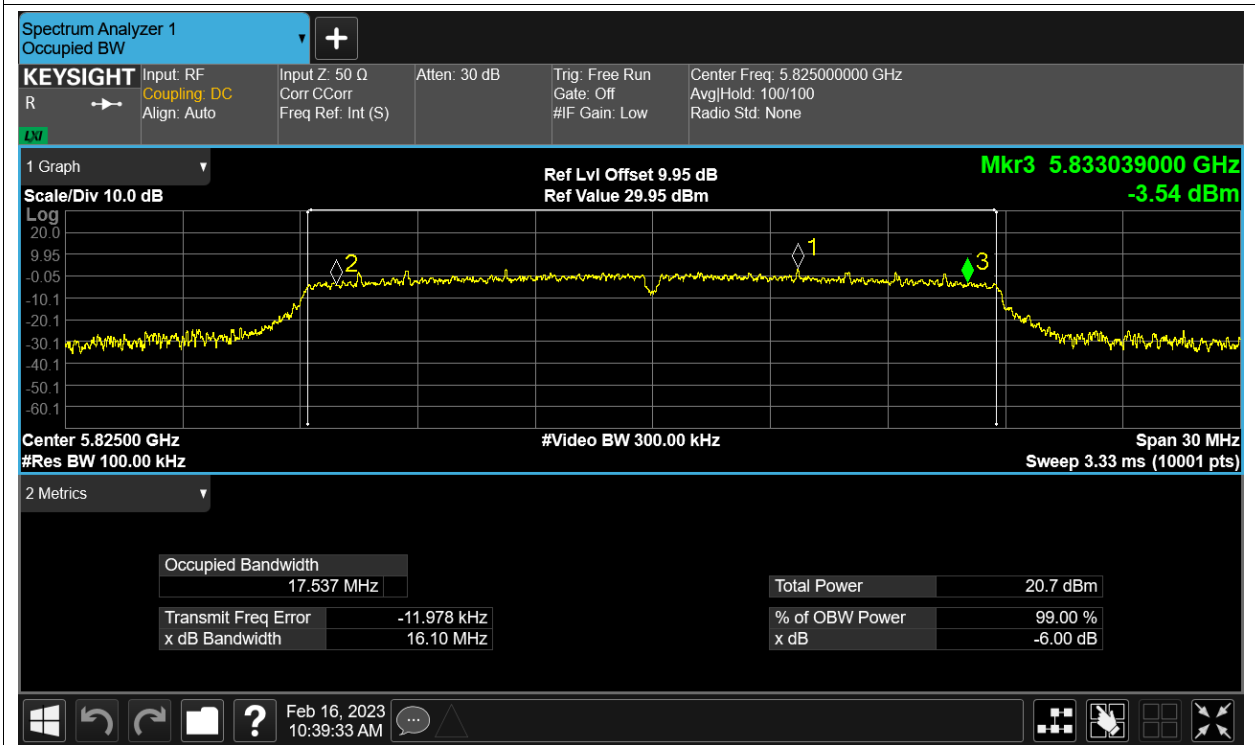 Spectrum Analyzer 1
Occupied BW
KEYSIGHT
R
LXI
Input: RF
Coupling: DC
Align: Auto
Input Z: 50 Ω
Corr CCorr
Freq Ref: Int (S)
Atten: 30 dB
Trig: Free Run
Gate: Off
#IF Gain: Low
Center Freq: 5.825000000 GHz
Avg|Hold: 100/100
Radio Std: None
1 Graph
Scale/Div 10.0 dB
Ref Lvl Offset 9.95 dB
Ref Value 29.95 dBm
Mkr3 5.833039000 GHz
-3.54 dBm
Log
20.0
9.95
-0.05
-10.1
-20.1
-30.1
-40.1
-50.1
-60.1
2
1
3
Center 5.82500 GHz
#Res BW 100.00 kHz
#Video BW 300.00 kHz
Span 30 MHz
Sweep 3.33 ms (10001 pts)
2 Metrics
Occupied Bandwidth
17.537 MHz
Transmit Freq Error -11.978 kHz
x dB Bandwidth 16.10 MHz
Total Power 20.7 dBm
% of OBW Power 99.00 %
x dB -6.00 dB
?
Feb 16, 2023
10:39:33 AM